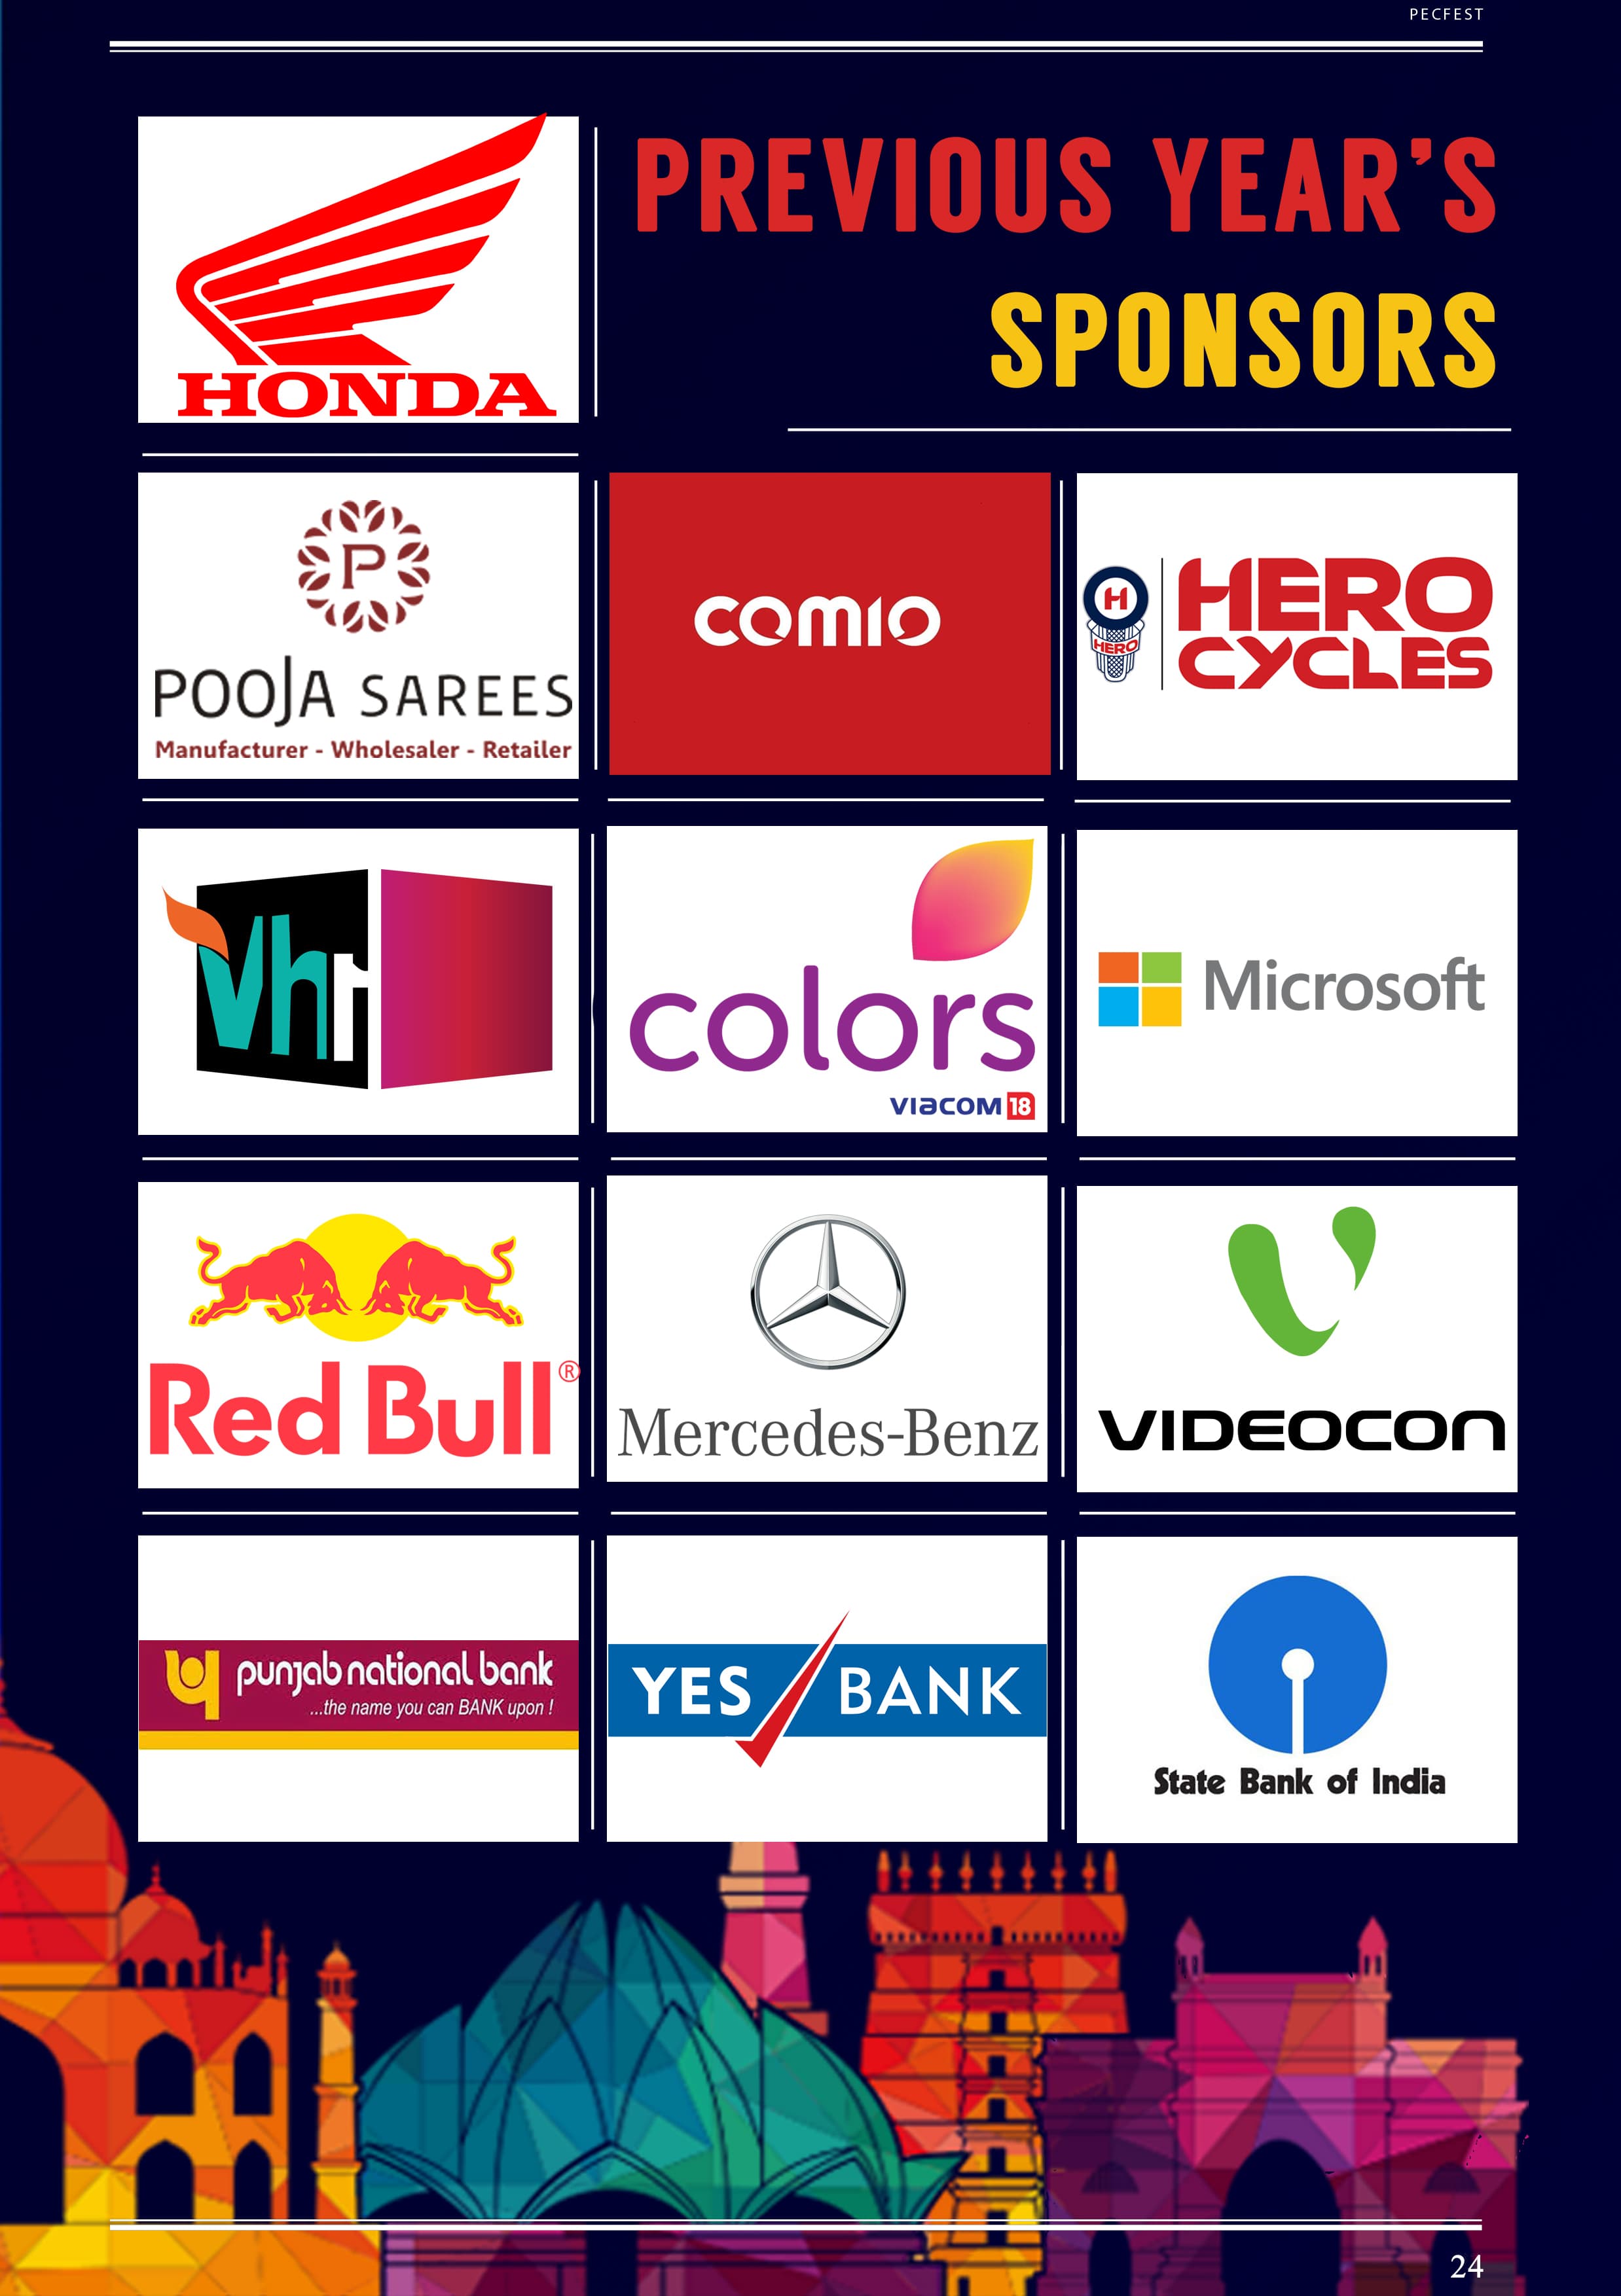 PECFEST
HONDA
PREVIOUS YEAR'S
SPONSORS
P
POOJA SAREES
Manufacturer - Wholesaler - Retailer
COMIO
H
HERO
HERO
CYCLES
Vh1
colors
VIACOM 18
Microsoft
Red Bull®
Mercedes-Benz
VIDEOCON
punjab national bank
...the name you can BANK upon !
YES BANK
State Bank of India
24